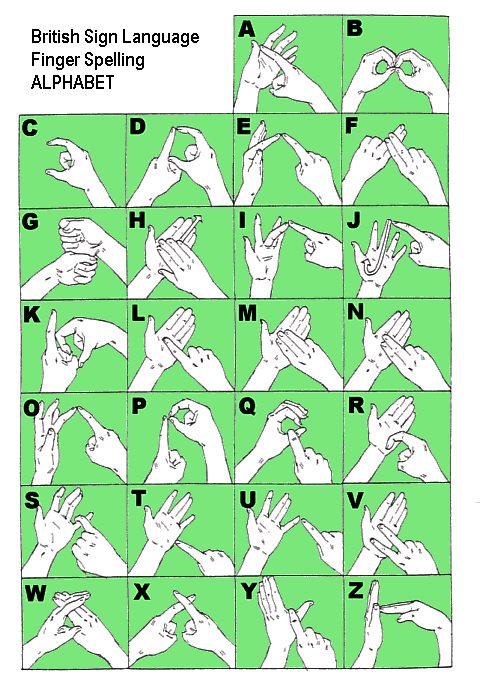 British Sign Language
Finger Spelling
ALPHABET
A B
C D E F
G H I J
K L M N
O P Q R
S T U V
W X Y Z